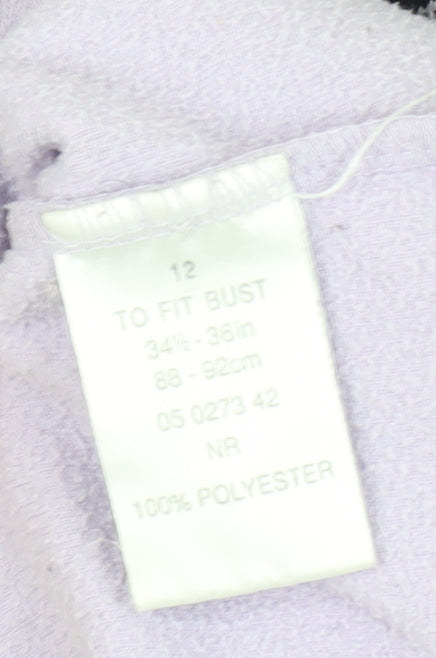 12
TO FIT BUST
34½ - 36in
88 - 92cm
05 0273 42
NR
100% POLYESTER